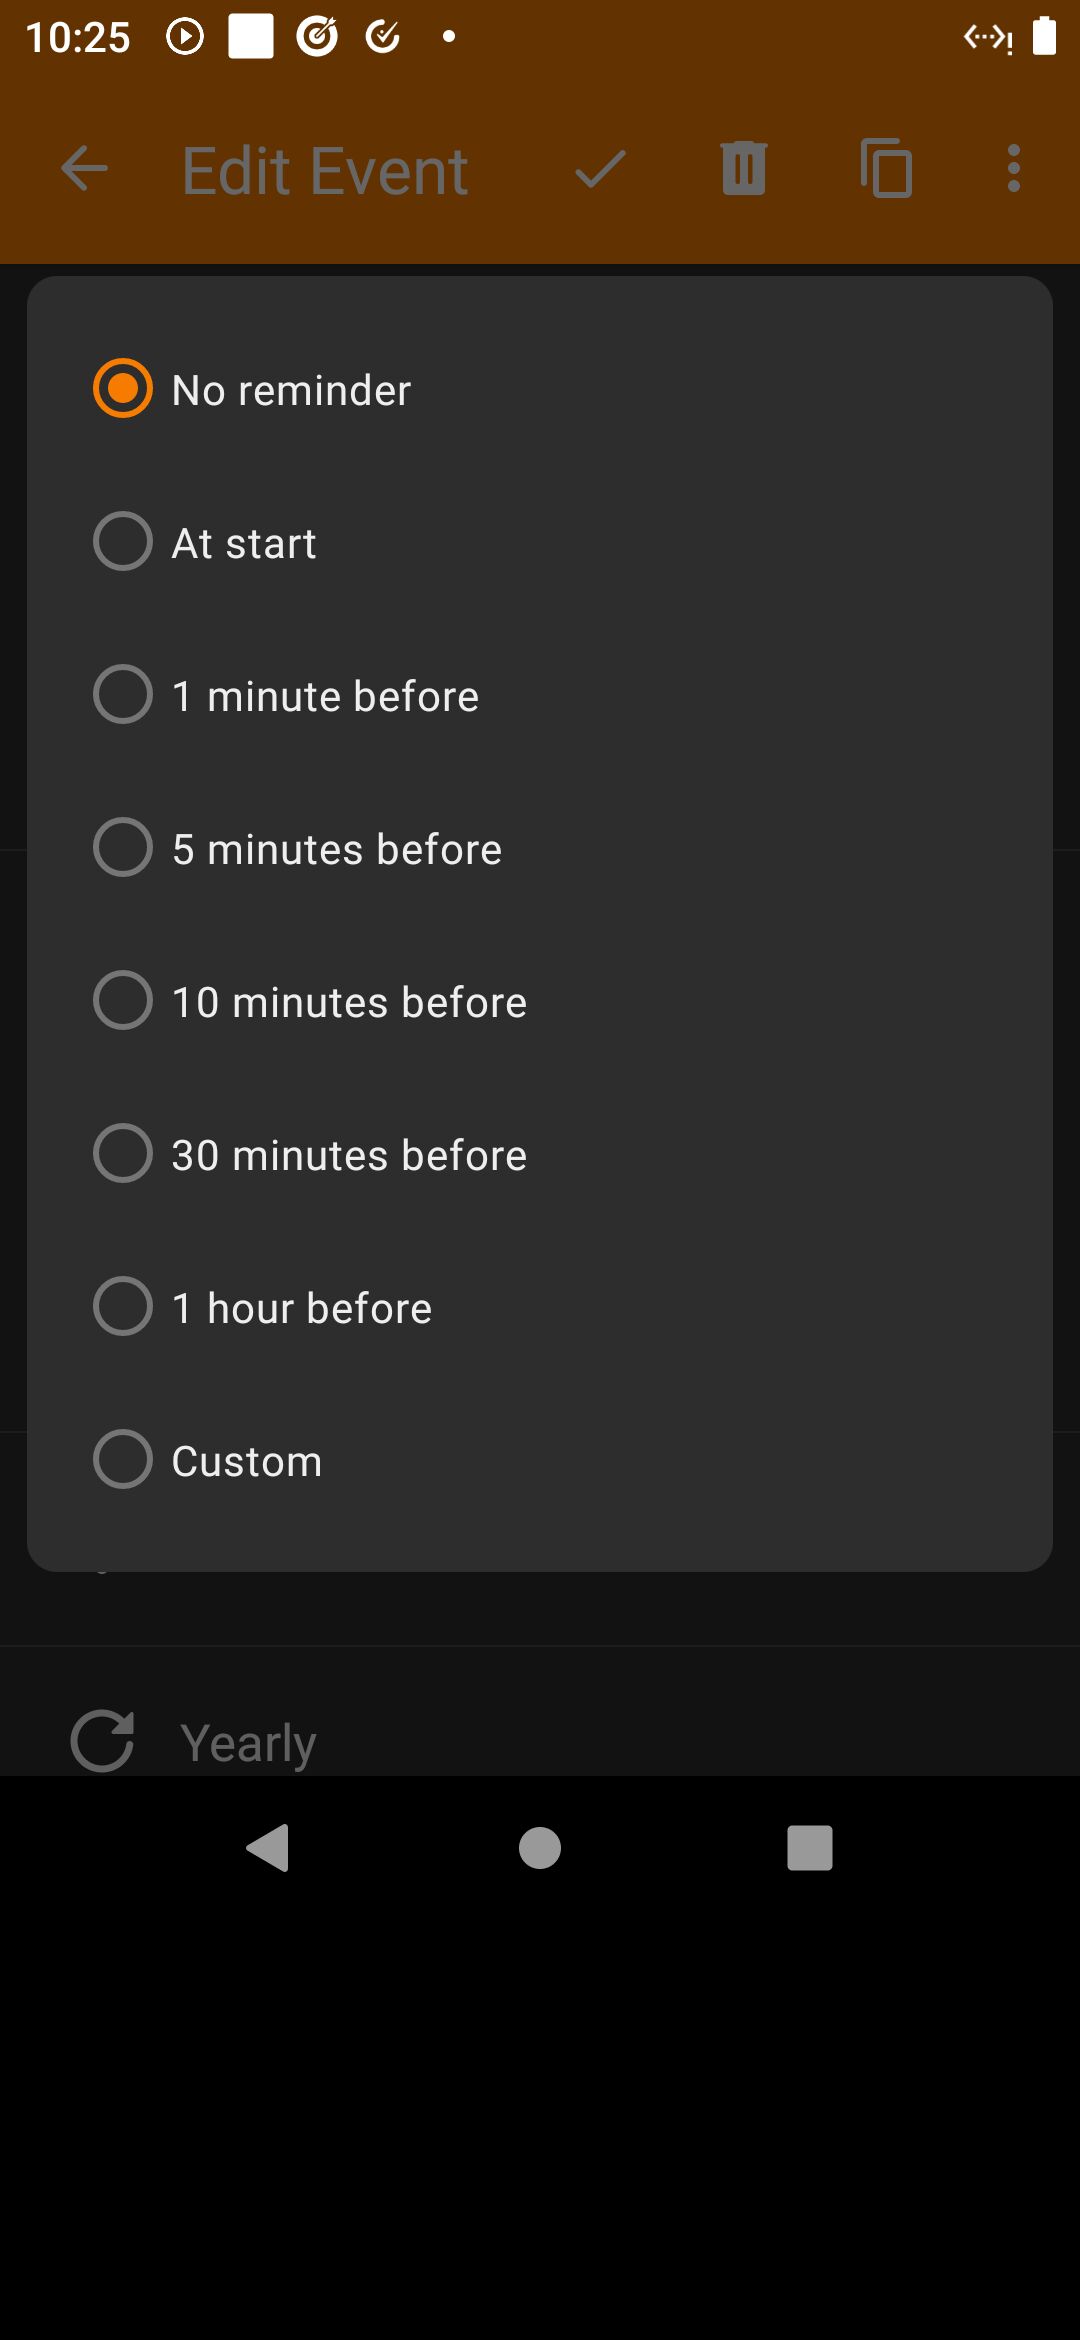 10:25
Edit Event
No reminder
At start
1 minute before
5 minutes before
10 minutes before
30 minutes before
1 hour before
Custom
Yearly